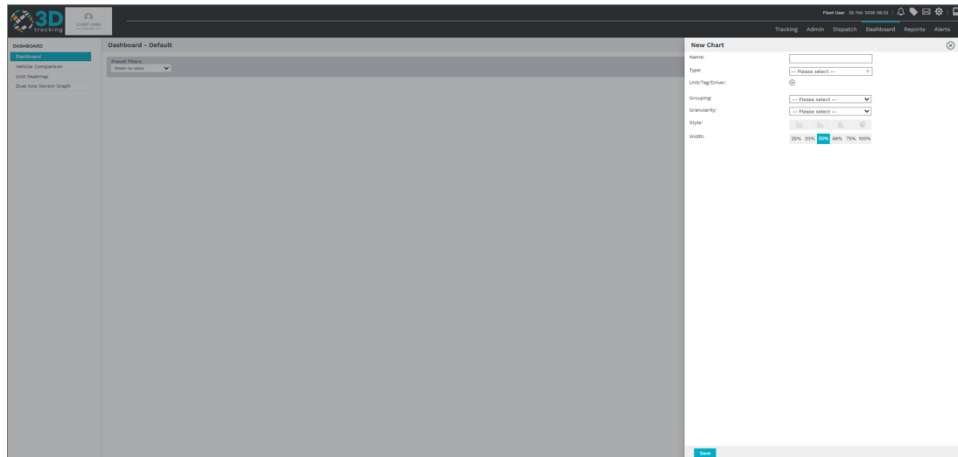 3D
tracking
CLIENT LOGO
Fleet User
Tracking Admin Dispatch Dashboard Reports Alerts
DASHBOARD
Dashboard
Vehicle Comparison
Unit Heatmap
Dual Axis Sensor Graph
Dashboard - Default
Preset Filters:
Week-to-date
New Chart
Name:
Type:
-- Please select --
Unit/Tag/Driver:
Grouping:
-- Please select --
Granularity:
-- Please select --
Style:
Width:
25% 33% 50% 66% 75% 100%
Save